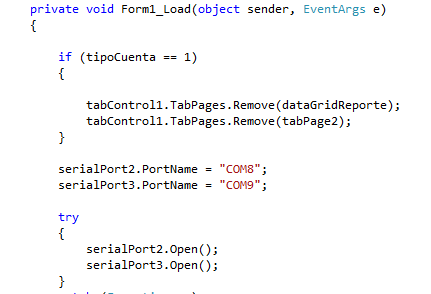 private void Form1_Load(object sender, EventArgs e)
{
if (tipoCuenta == 1)
{
tabControl1.TabPages.Remove(dataGridReporte);
tabControl1.TabPages.Remove(tabPage2);
}
serialPort2.PortName = "COM8";
serialPort3.PortName = "COM9";
try
{
serialPort2.Open();
serialPort3.Open();
}